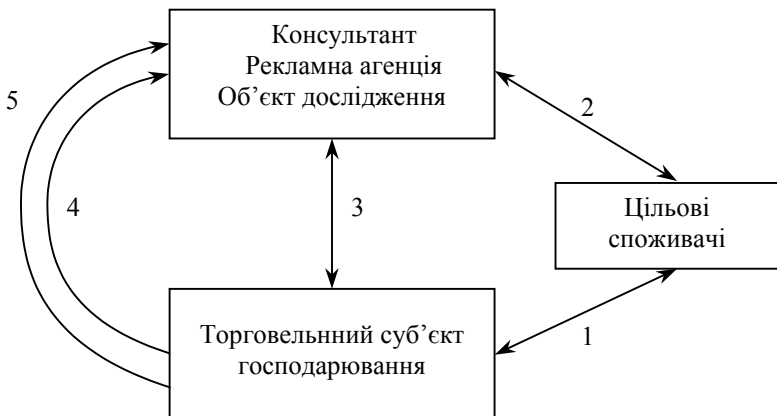 Консультант
Рекламна агенція
Об’єкт дослідження
5
2
4
3
Цільові
споживачі
Торговельнний суб’єкт
господарювання
1